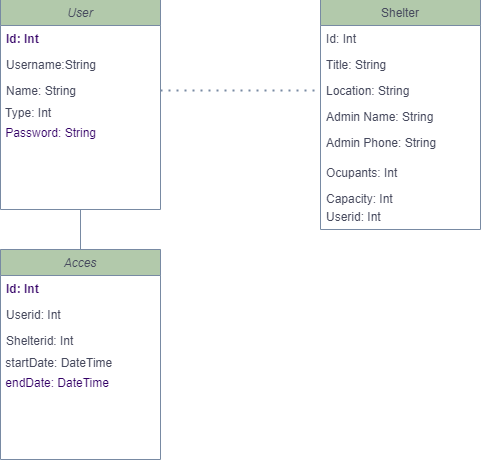 User
Id: Int
Username:String
Name: String
Type: Int
Password: String
Shelter
Id: Int
Title: String
Location: String
Admin Name: String
Admin Phone: String
Ocupants: Int
Capacity: Int
Userid: Int
Acces
Id: Int
Userid: Int
Shelterid: Int
startDate: DateTime
endDate: DateTime